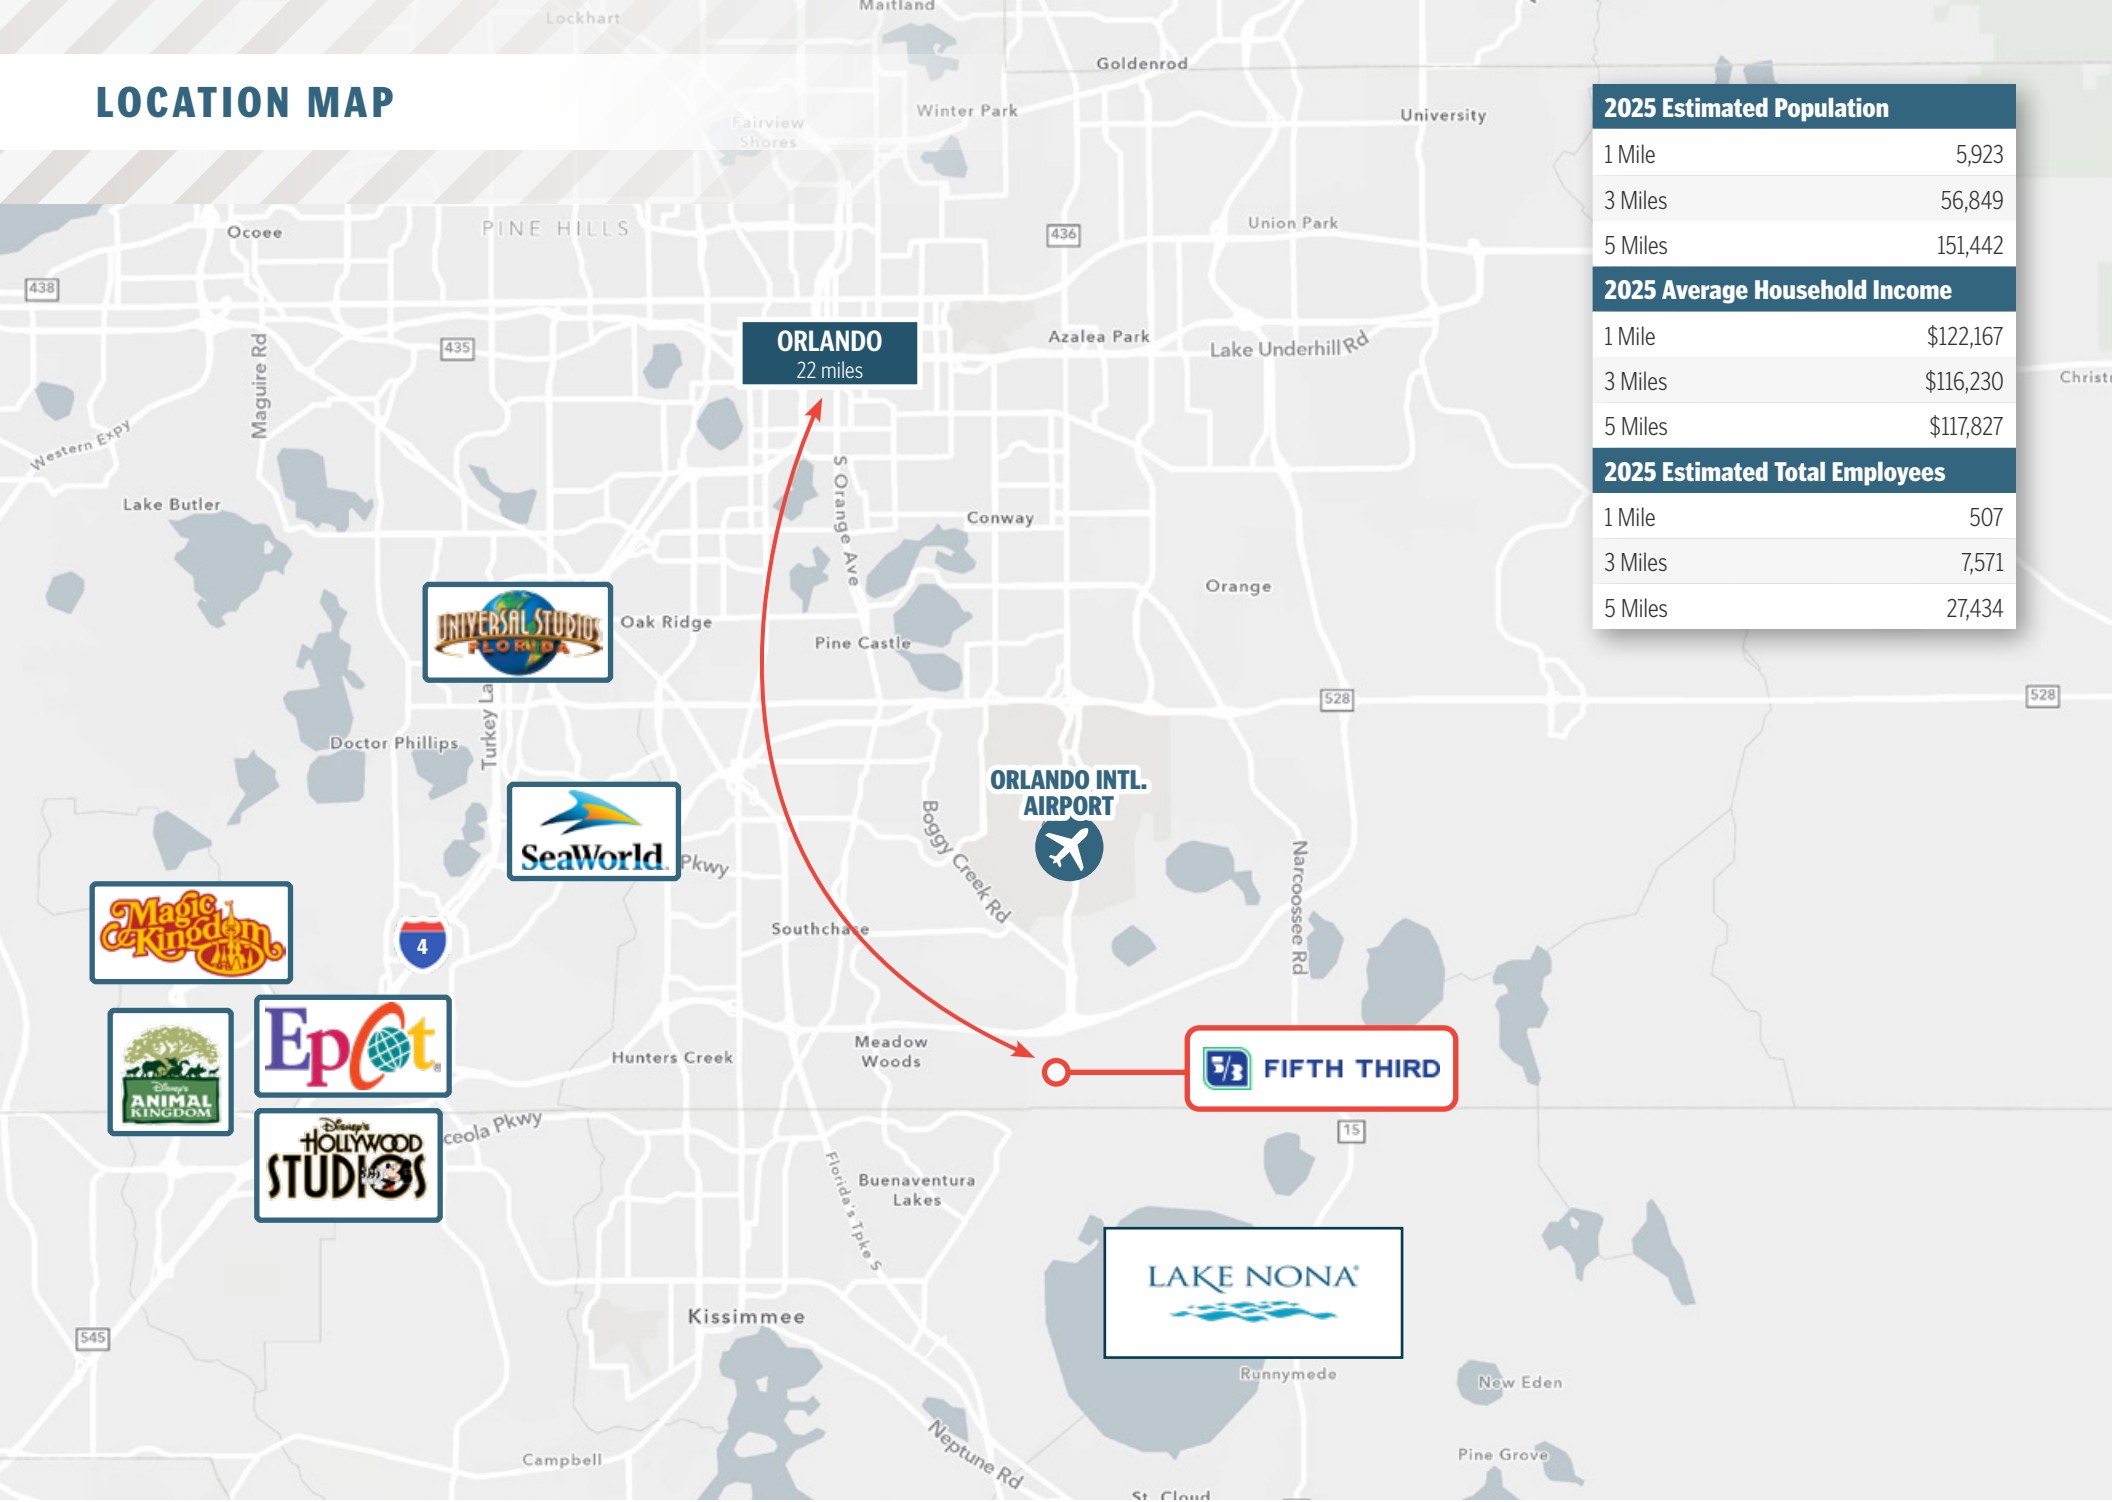 LOCATION MAP
Lockhart
Maitland
Goldenrod
Winter Park
Fairview
Shores
University
PINE HILLS
Ocoee
436
Union Park
438
435
Maguire Rd
Western Expy
ORLANDO
22 miles
Azalea Park
Lake Underhill Rd
2025 Estimated Population
1 Mile 5,923
3 Miles 56,849
5 Miles 151,442
2025 Average Household Income
1 Mile $122,167
3 Miles $116,230
5 Miles $117,827
2025 Estimated Total Employees
1 Mile 507
3 Miles 7,571
5 Miles 27,434
Lake Butler
S Orange Ave
Conway
Orange
UNIVERSAL STUDIOS
FLORIDA
Oak Ridge
Pine Castle
528
528
Turkey La
Doctor Phillips
SeaWorld
Pkwy
ORLANDO INTL.
AIRPORT
Boggy Creek Rd
Narcoossee Rd
Magic
Kingdom
4
Southchase
Epcot
Disney's
ANIMAL
KINGDOM
Disney's
HOLLYWOOD
STUDIOS
ceola Pkwy
Hunters Creek
Meadow
Woods
5/3 FIFTH THIRD
15
Florida's Tpke S
Buenaventura
Lakes
LAKE NONA
Kissimmee
545
Runnymede
New Eden
Campbell
Neptune Rd
Pine Grove
St. Cloud